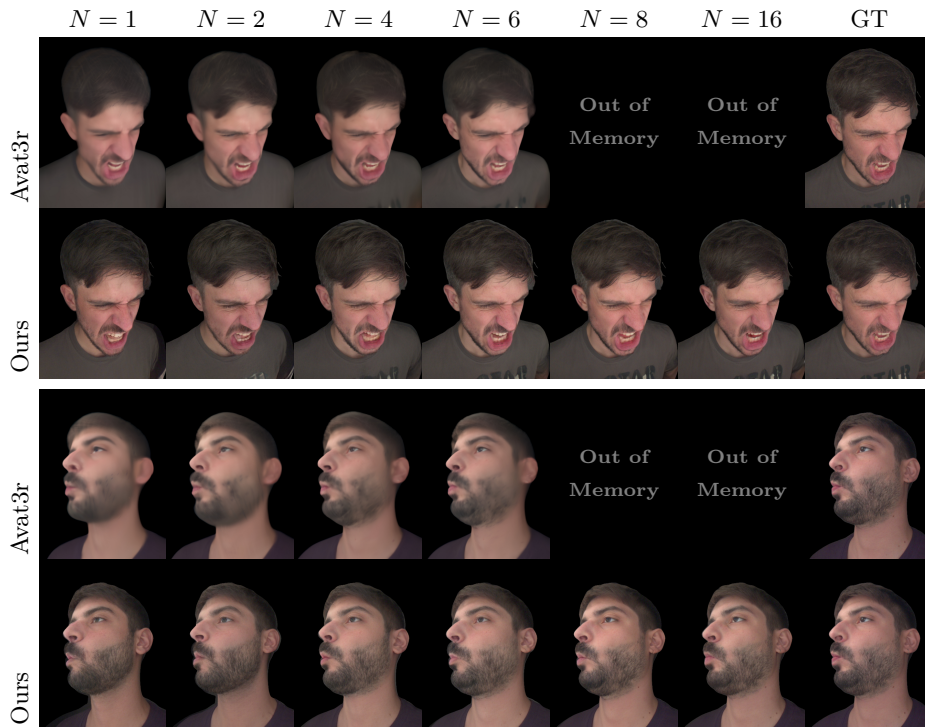 N = 1 N = 2 N = 4 N = 6 N = 8 N = 16 GT
Avat3r
Out of
Memory
Out of
Memory
Ours
Avat3r
Out of
Memory
Out of
Memory
Ours